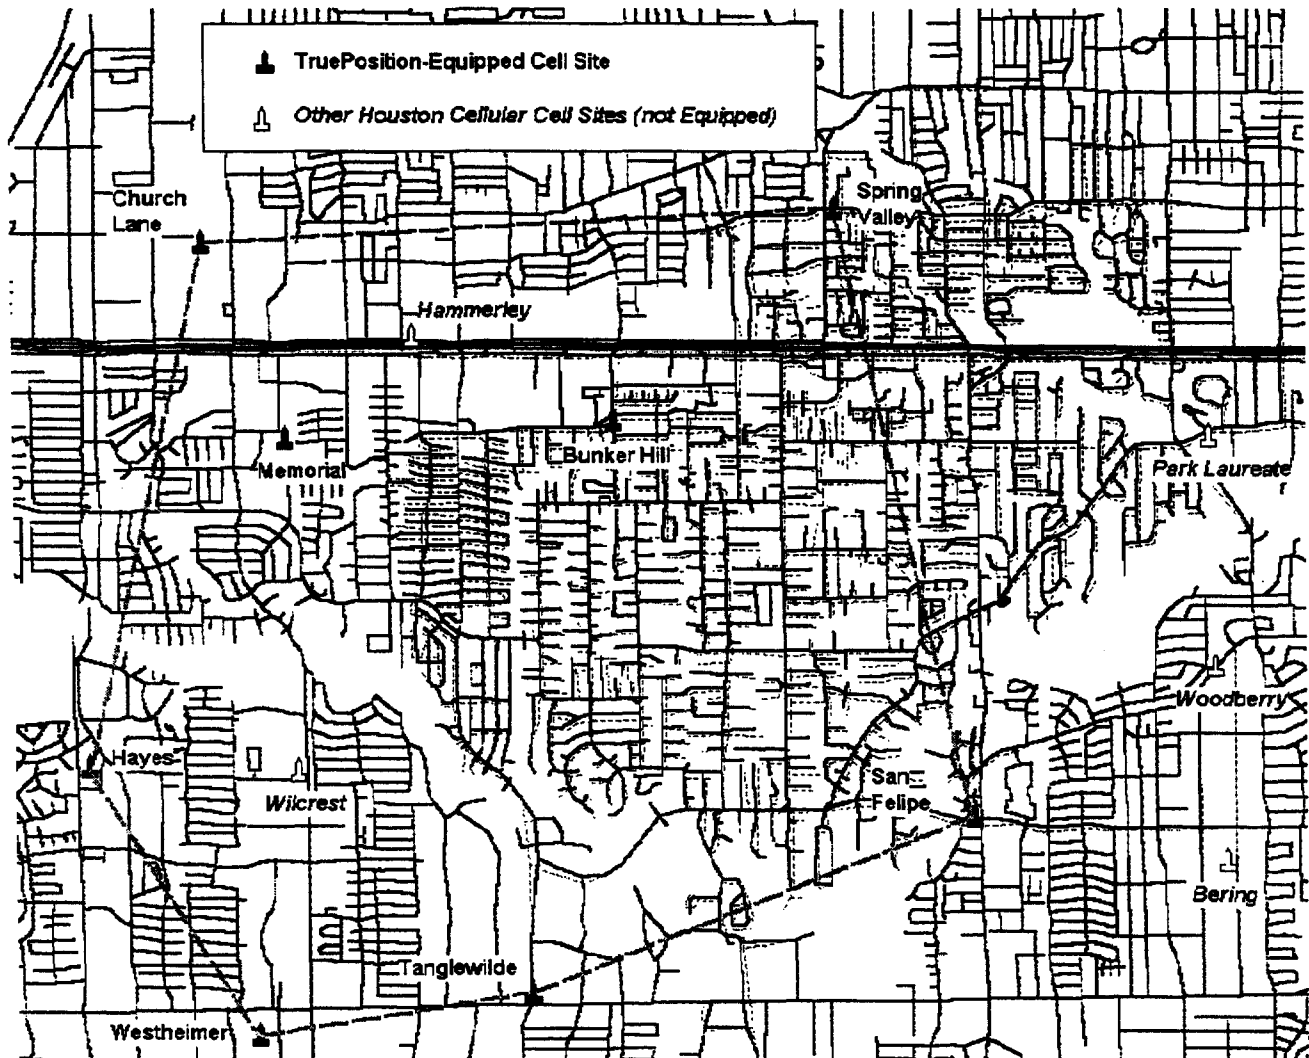 TruePosition-Equipped Cell Site
Other Houston Cellular Cell Sites (not Equipped)
Church
Lane
Spring
Valley
Hammerley
Memorial
Bunker Hill
Park Laureate
Woodberry
Hayes
Wilcrest
San
Felipe
Bering
Tanglewilde
Westheimer